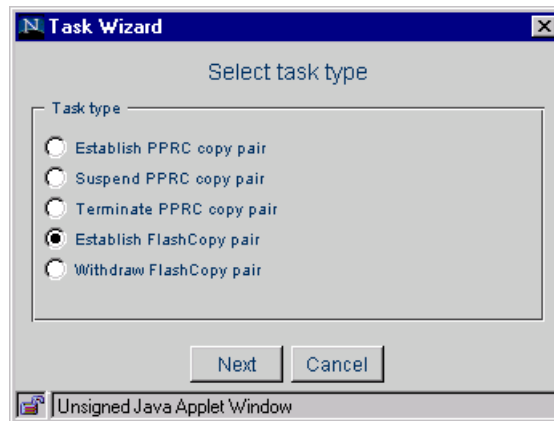 N Task Wizard
Select task type
Task type
Establish PPRC copy pair
Suspend PPRC copy pair
Terminate PPRC copy pair
Establish FlashCopy pair
Withdraw FlashCopy pair
Next Cancel
Unsigned Java Applet Window